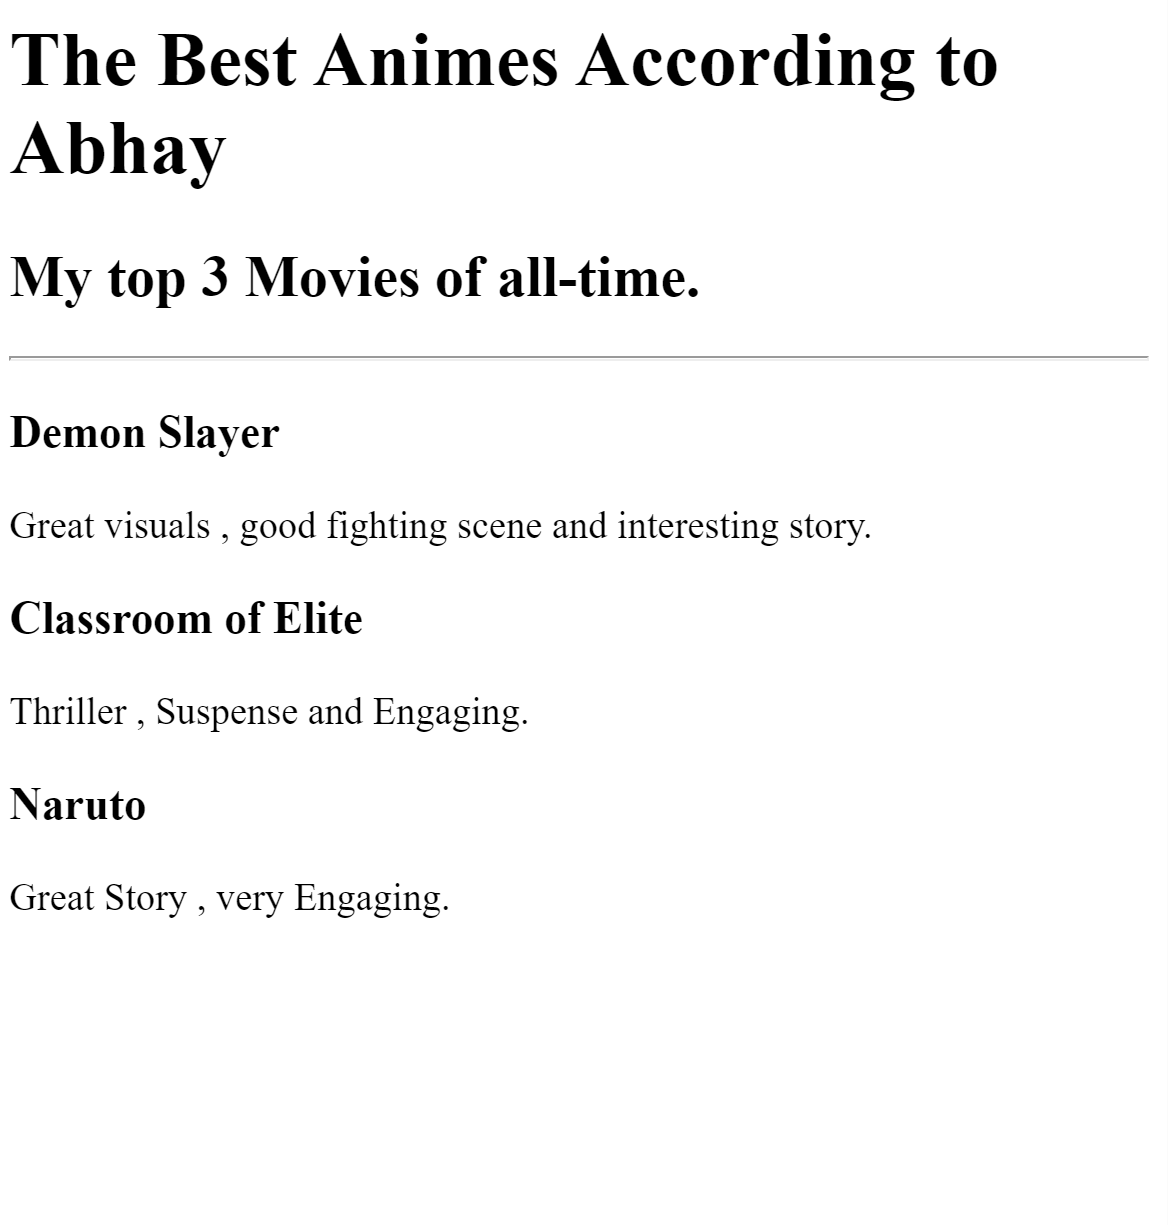 The Best Animes According to
Abhay
My top 3 Movies of all-time.
Demon Slayer
Great visuals , good fighting scene and interesting story.
Classroom of Elite
Thriller , Suspense and Engaging.
Naruto
Great Story , very Engaging.